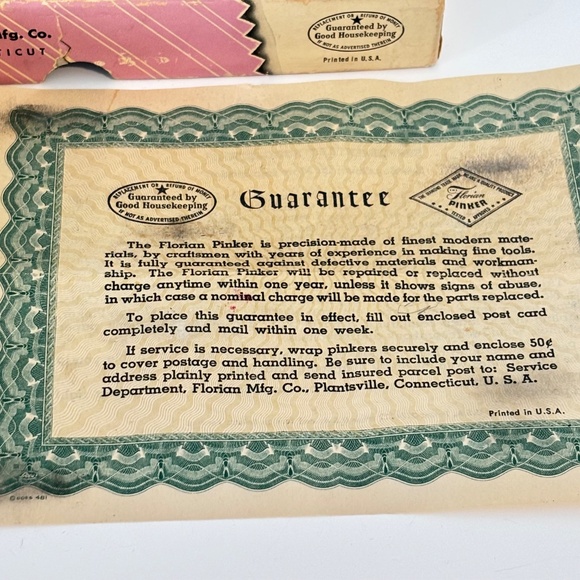 fg. Co.
TICUT
REPLACEMENT OR REFUND OF MONEY
Guaranteed by
Good Housekeeping
IF NOT AS ADVERTISED THEREIN
Printed in U.S.A.
REPLACEMENT OR REFUND OF MONEY
Guaranteed by
Good Housekeeping
IF NOT AS ADVERTISED THEREIN
Guarantee
Florian
PINKER
The Florian Pinker is precision-made of finest modern mate-
rials, by craftsmen with years of experience in making fine tools.
It is fully guaranteed against defective materials and workman-
ship. The Florian Pinker will be repaired or replaced without
charge anytime within one year, unless it shows signs of abuse,
in which case a nominal charge will be made for the parts replaced.
To place this guarantee in effect, fill out enclosed post card
completely and mail within one week.
If service is necessary, wrap pinkers securely and enclose 50¢
to cover postage and handling. Be sure to include your name and
address plainly printed and send insured parcel post to: Service
Department, Florian Mfg. Co., Plantsville, Connecticut, U. S. A.
Printed in U.S.A.